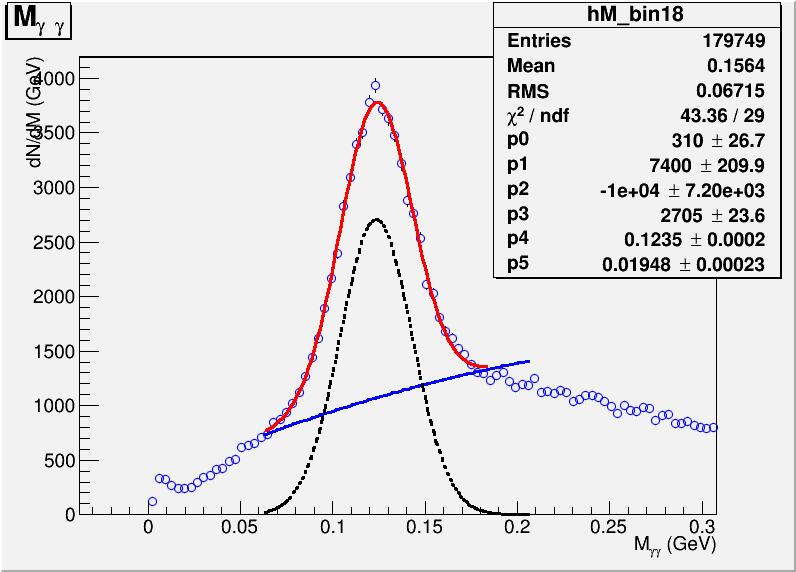 M γ γ
hM_bin18
Entries 179749
Mean 0.1564
RMS 0.06715
χ² / ndf 43.36 / 29
p0 310 ± 26.7
p1 7400 ± 209.9
p2 -1e+04 ± 7.20e+03
p3 2705 ± 23.6
p4 0.1235 ± 0.0002
p5 0.01948 ± 0.00023
dN/dM (GeV)
4000
3500
3000
2500
2000
1500
1000
500
0
0 0.05 0.1 0.15 0.2 0.25 0.3
M γγ (GeV)